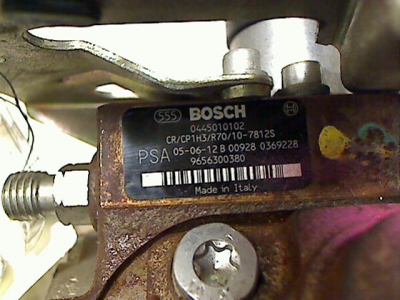 555 BOSCH
0445010102
CR/CP1H3/R70/10-7812S
PSA 05-06-12 B 00928 0369228
9656300380
Made in Italy